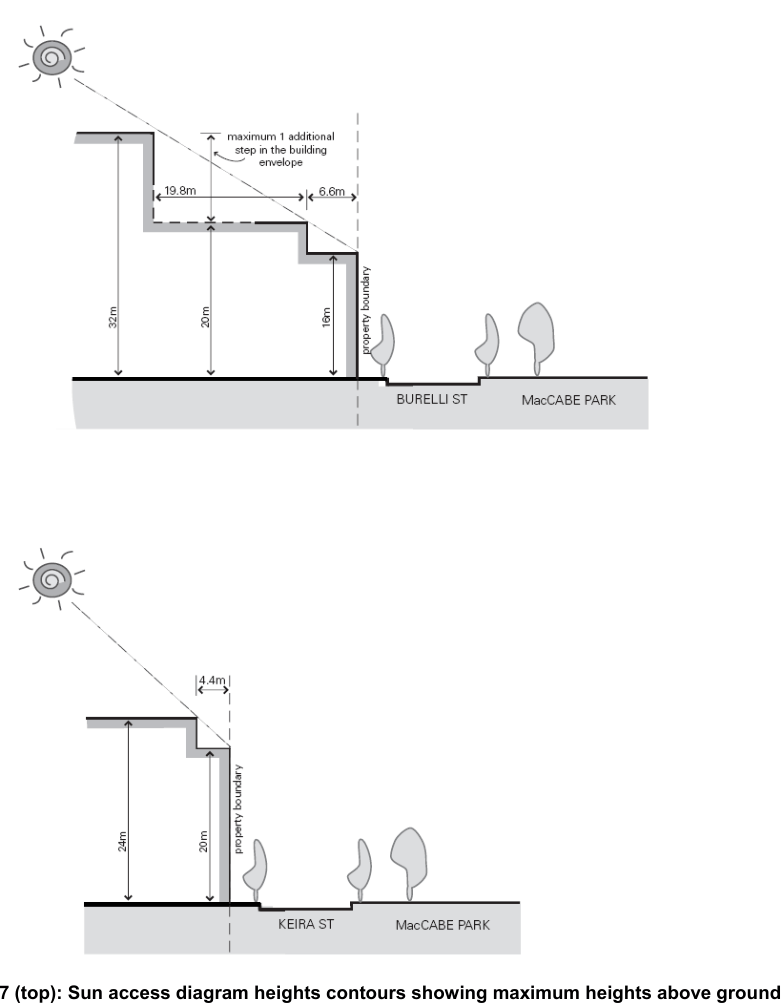 maximum 1 additional
step in the building
envelope
19.8m
6.6m
32m
20m
16m
property boundary
BURELLI ST
MacCABE PARK
4.4m
24m
20m
property boundary
KEIRA ST
MacCABE PARK
7 (top): Sun access diagram heights contours showing maximum heights above ground